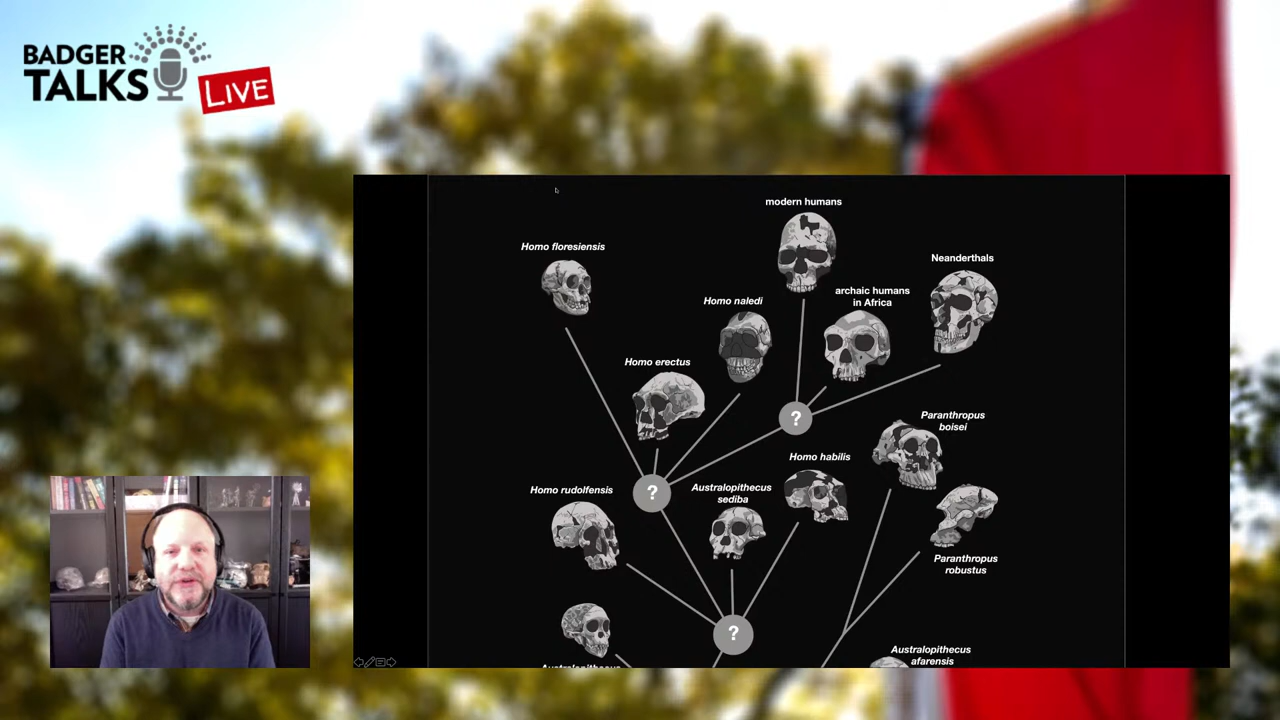 BADGER
TALKS
LIVE
modern humans
Homo floresiensis
Neanderthals
archaic humans
in Africa
Homo naledi
Homo erectus
?
Paranthropus
boisei
Homo habilis
Homo rudolfensis
?
Australopithecus
sediba
Paranthropus
robustus
?
Australopithecus
afarensis
Australopithecus